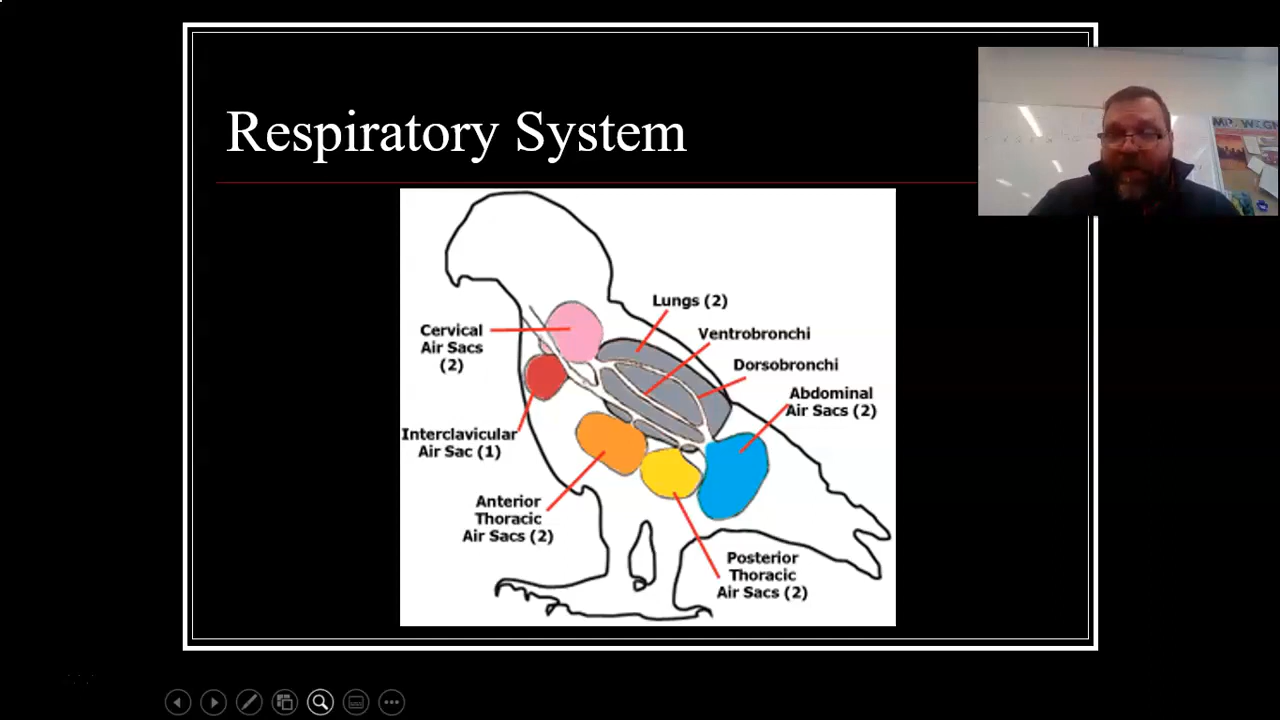 Respiratory System
Lungs (2)
Ventrobronchi
Dorsobronchi
Cervical
Air Sacs
(2)
Abdominal
Air Sacs (2)
Interclavicular
Air Sac (1)
Anterior
Thoracic
Air Sacs (2)
Posterior
Thoracic
Air Sacs (2)